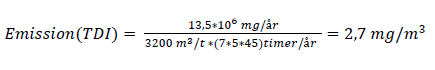 Emission(TDI) = 13,5*10⁶ mg/år / 3200 m³/t *(7*5*45)timer/år = 2,7 mg/m³